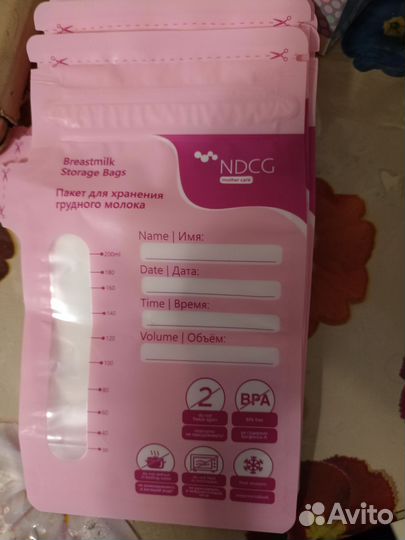 Breastmilk
Storage Bags
Пакет для хранения
грудного молока
NDCG
mother care
Name | Имя:
Date | Дата:
Time | Время:
Volume | Объём:
200ml
180
160
140
120
100
80
60
40
2
BPA
BPA free
Avito